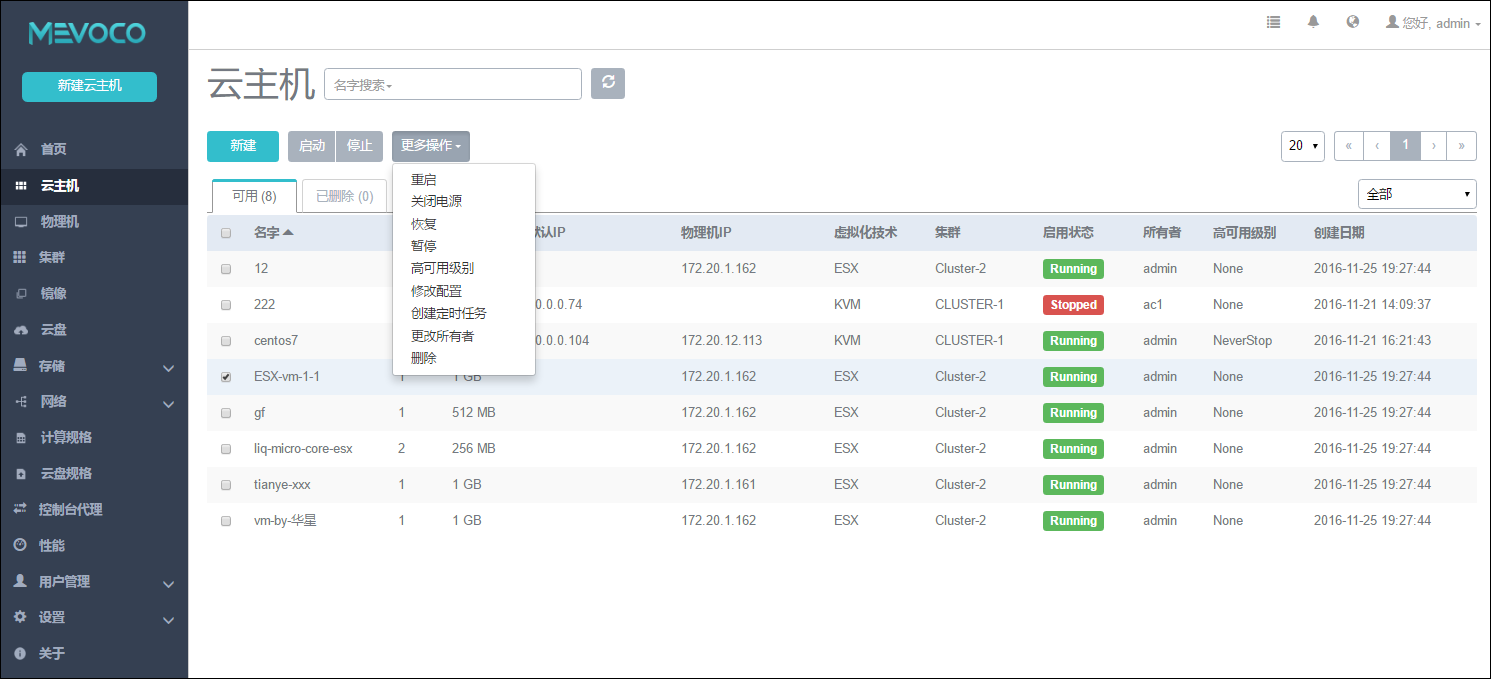 MEVOCO
新建云主机
首页
云主机
物理机
集群
镜像
云盘
存储
网络
计算规格
云盘规格
控制台代理
性能
用户管理
设置
关于
您好, admin
云主机 名字搜索
新建 启动 停止 更多操作 20 « ‹ 1 › »
重启
关闭电源
恢复
暂停
高可用级别
修改配置
创建定时任务
更改所有者
删除
可用 (8) 已删除 (0) 全部
名字 默认IP 物理机IP 虚拟化技术 集群 启用状态 所有者 高可用级别 创建日期
12 172.20.1.162 ESX Cluster-2 Running admin None 2016-11-25 19:27:44
222 0.0.0.74 KVM CLUSTER-1 Stopped ac1 None 2016-11-21 14:09:37
centos7 0.0.0.104 172.20.12.113 KVM CLUSTER-1 Running admin NeverStop 2016-11-21 16:21:43
ESX-vm-1-1 1 1 GB 172.20.1.162 ESX Cluster-2 Running admin None 2016-11-25 19:27:44
gf 1 512 MB 172.20.1.162 ESX Cluster-2 Running admin None 2016-11-25 19:27:44
liq-micro-core-esx 2 256 MB 172.20.1.162 ESX Cluster-2 Running admin None 2016-11-25 19:27:44
tianye-xxx 1 1 GB 172.20.1.161 ESX Cluster-2 Running admin None 2016-11-25 19:27:44
vm-by-华星 1 1 GB 172.20.1.162 ESX Cluster-2 Running admin None 2016-11-25 19:27:44